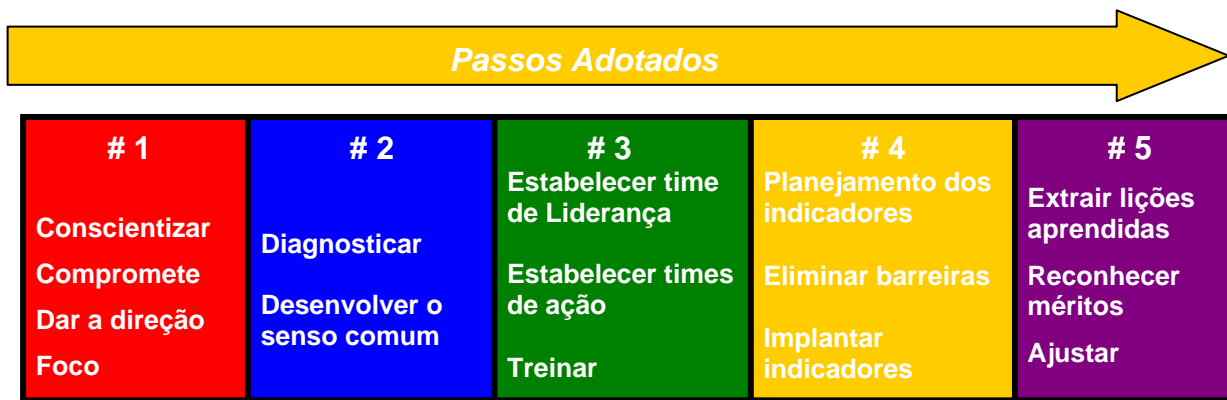 Passos Adotados
# 1
Conscientizar
Compromete
Dar a direção
Foco
# 2
Diagnosticar
Desenvolver o
senso comum
# 3
Estabelecer time
de Liderança
Estabelecer times
de ação
Treinar
# 4
Planejamento dos
indicadores
Eliminar barreiras
Implantar
indicadores
# 5
Extrair lições
aprendidas
Reconhecer
méritos
Ajustar